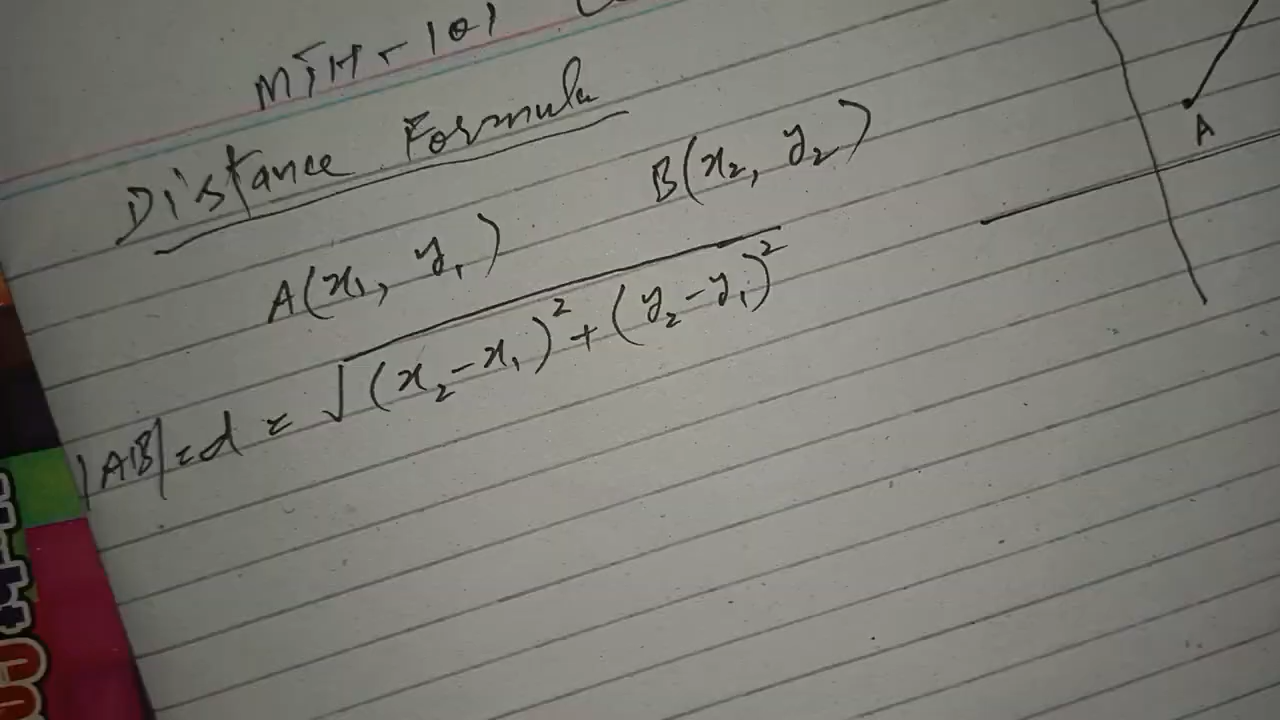 MTH - 101
Distance Formula
A(x₁, y₁) B(x₂, y₂)
|AB| = d = √(x₂ - x₁)² + (y₂ - y₁)²
A